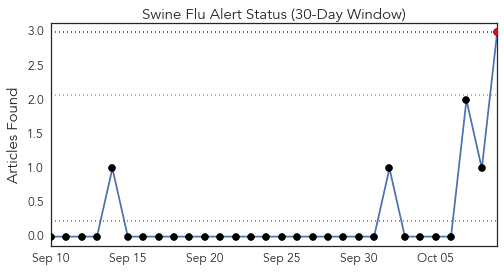 Swine Flu Alert Status (30-Day Window)
Articles Found
3.0
2.5
2.0
1.5
1.0
0.5
0.0
Sep 10 Sep 15 Sep 20 Sep 25 Sep 30 Oct 05